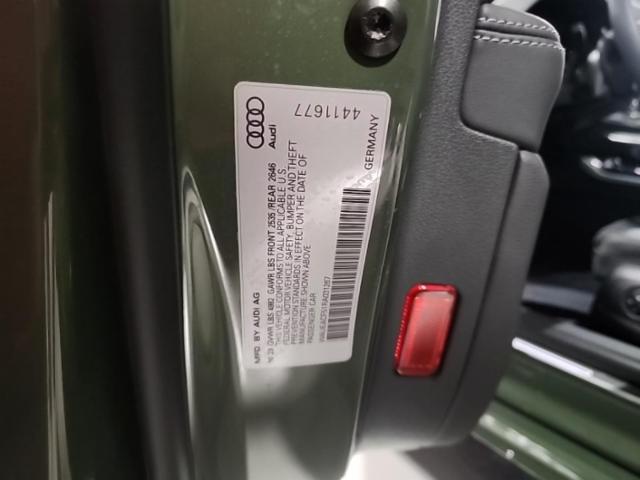 4411677
Audi
GERMANY
MFD. BY AUDI AG
GVWR LBS 4982 GAWR LBS FRONT 2535 /REAR 2646
THIS VEHICLE CONFORMS TO ALL APPLICABLE U.S.
FEDERAL MOTOR VEHICLE SAFETY, BUMPER AND THEFT
PREVENTION STANDARDS IN EFFECT ON THE DATE OF
MANUFACTURE SHOWN ABOVE
PASSENGER CAR